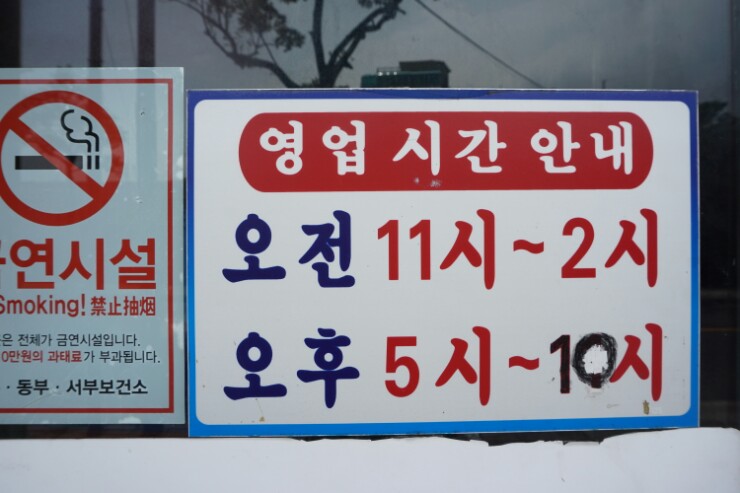 영업 시간 안내
오전 11시~2시
오후 5시~10시
연시설
Smoking! 禁止抽烟
은 전체가 금연시설입니다.
0만원의 과태료가 부과됩니다.
· 동부 · 서부보건소